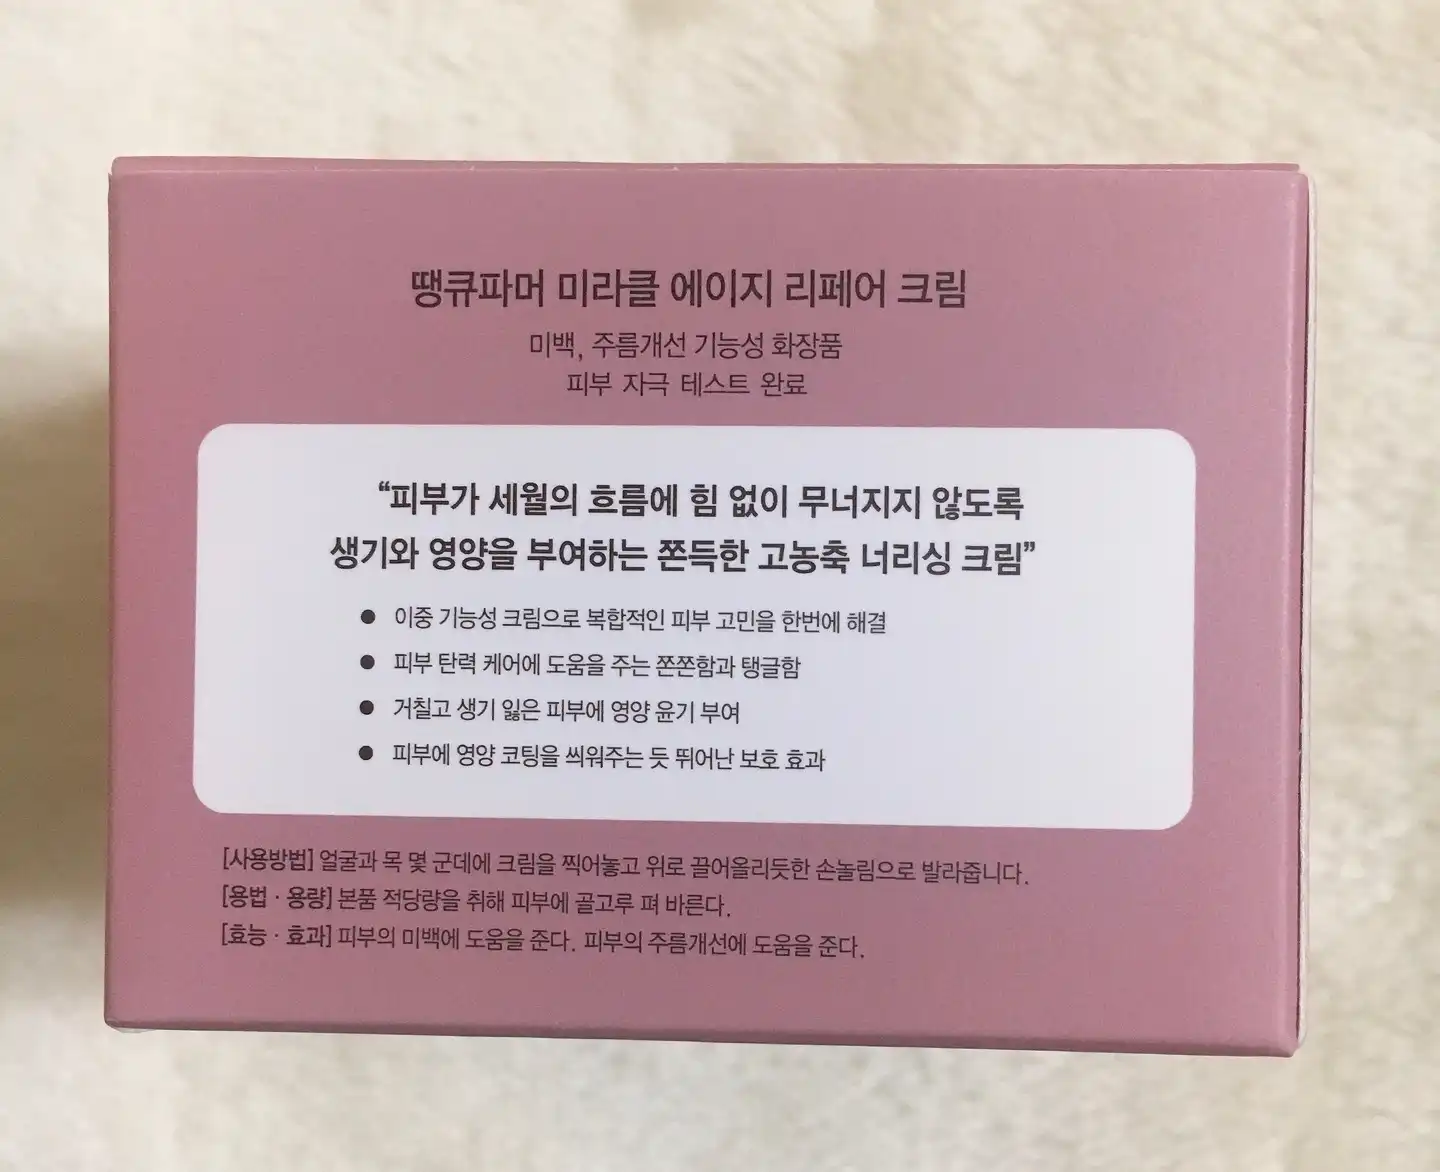 땡큐파머 미라클 에이지 리페어 크림
미백, 주름개선 기능성 화장품
피부 자극 테스트 완료
“피부가 세월의 흐름에 힘 없이 무너지지 않도록
생기와 영양을 부여하는 쫀득한 고농축 너리싱 크림”
● 이중 기능성 크림으로 복합적인 피부 고민을 한번에 해결
● 피부 탄력 케어에 도움을 주는 쫀쫀함과 탱글함
● 거칠고 생기 잃은 피부에 영양 윤기 부여
● 피부에 영양 코팅을 씌워주는 듯 뛰어난 보호 효과
[사용방법] 얼굴과 목 몇 군데에 크림을 찍어놓고 위로 끌어올리듯한 손놀림으로 발라줍니다.
[용법 · 용량] 본품 적당량을 취해 피부에 골고루 펴 바른다.
[효능 · 효과] 피부의 미백에 도움을 준다. 피부의 주름개선에 도움을 준다.